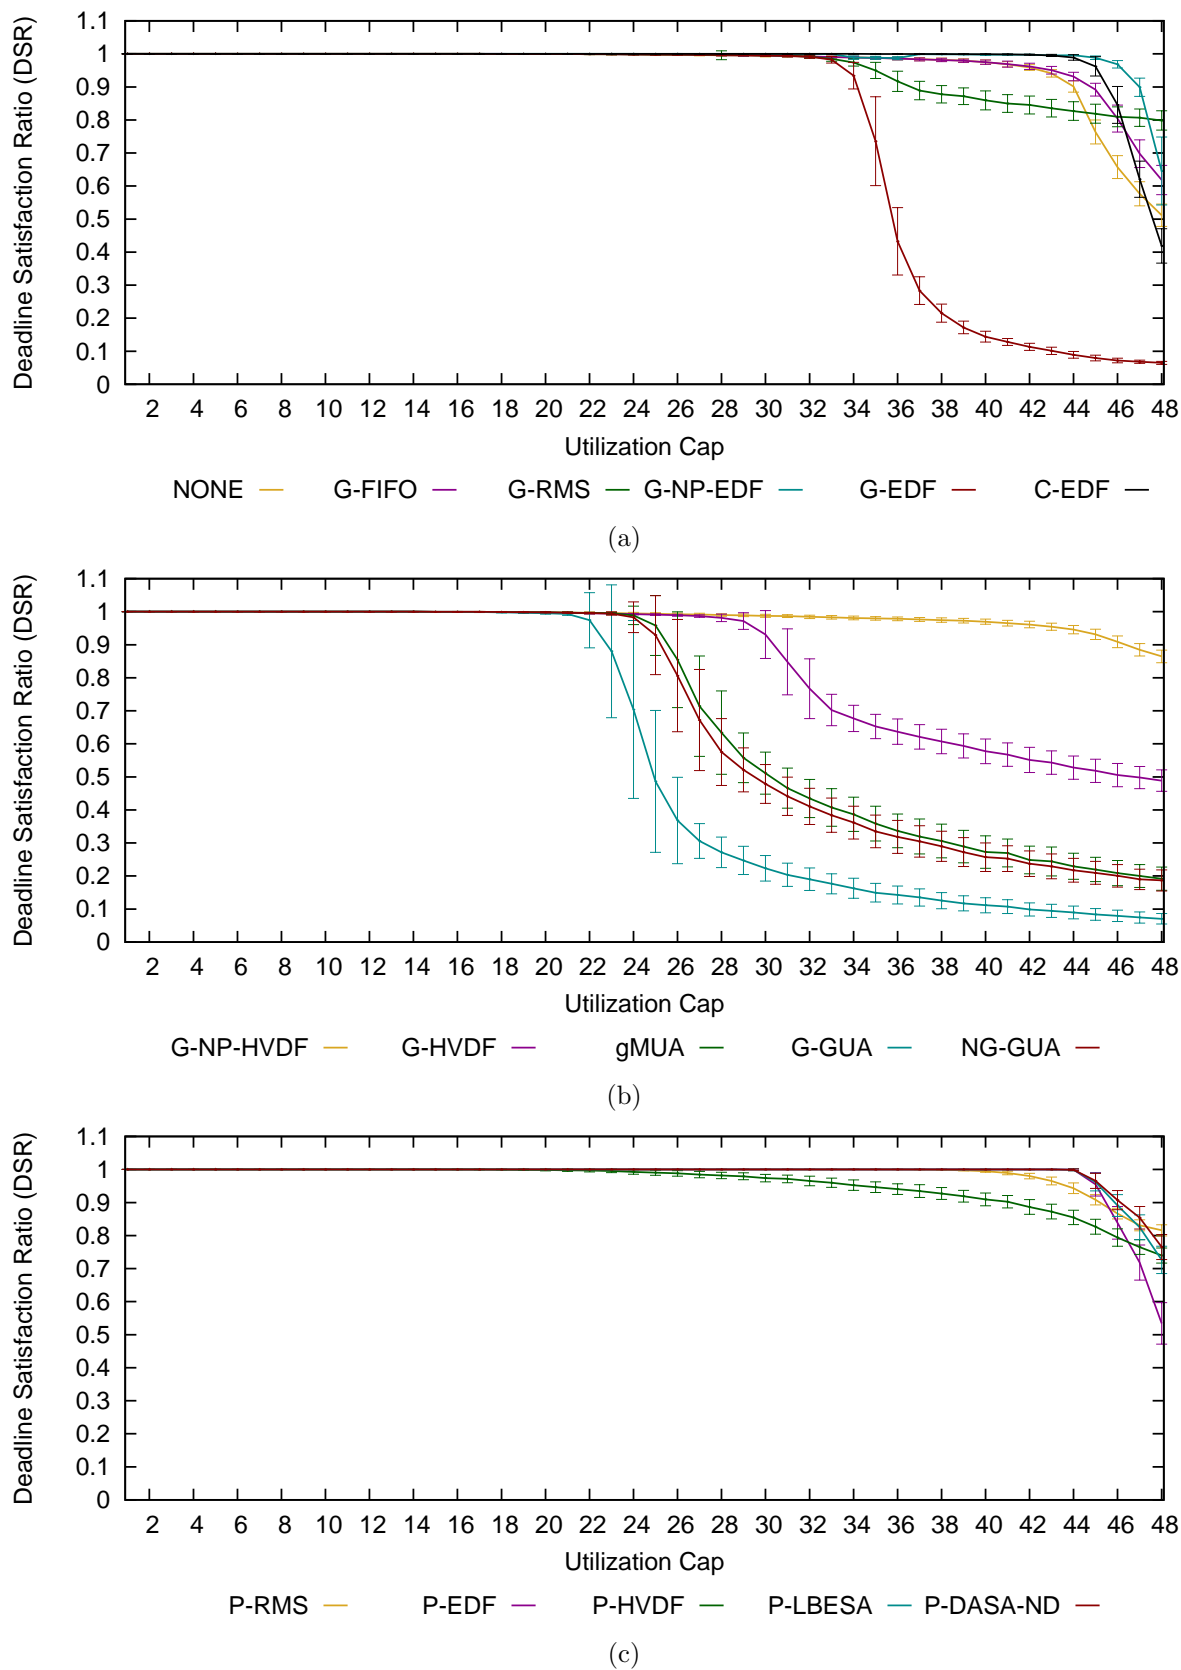 Deadline Satisfaction Ratio (DSR)
1.1
1
0.9
0.8
0.7
0.6
0.5
0.4
0.3
0.2
0.1
0
2 4 6 8 10 12 14 16 18 20 22 24 26 28 30 32 34 36 38 40 42 44 46 48
Utilization Cap
NONE G-FIFO G-RMS G-NP-EDF G-EDF C-EDF
(a)
Deadline Satisfaction Ratio (DSR)
1.1
1
0.9
0.8
0.7
0.6
0.5
0.4
0.3
0.2
0.1
0
2 4 6 8 10 12 14 16 18 20 22 24 26 28 30 32 34 36 38 40 42 44 46 48
Utilization Cap
G-NP-HVDF G-HVDF gMUA G-GUA NG-GUA
(b)
Deadline Satisfaction Ratio (DSR)
1.1
1
0.9
0.8
0.7
0.6
0.5
0.4
0.3
0.2
0.1
0
2 4 6 8 10 12 14 16 18 20 22 24 26 28 30 32 34 36 38 40 42 44 46 48
Utilization Cap
P-RMS P-EDF P-HVDF P-LBESA P-DASA-ND
(c)